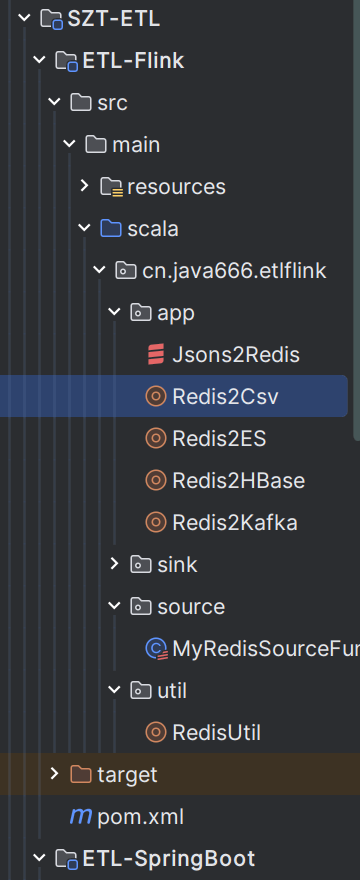 SZT-ETL
ETL-Flink
src
main
resources
scala
cn.java666.etlflink
app
Jsons2Redis
Redis2Csv
Redis2ES
Redis2HBase
Redis2Kafka
sink
source
MyRedisSourceFun
util
RedisUtil
target
m pom.xml
ETL-SpringBoot